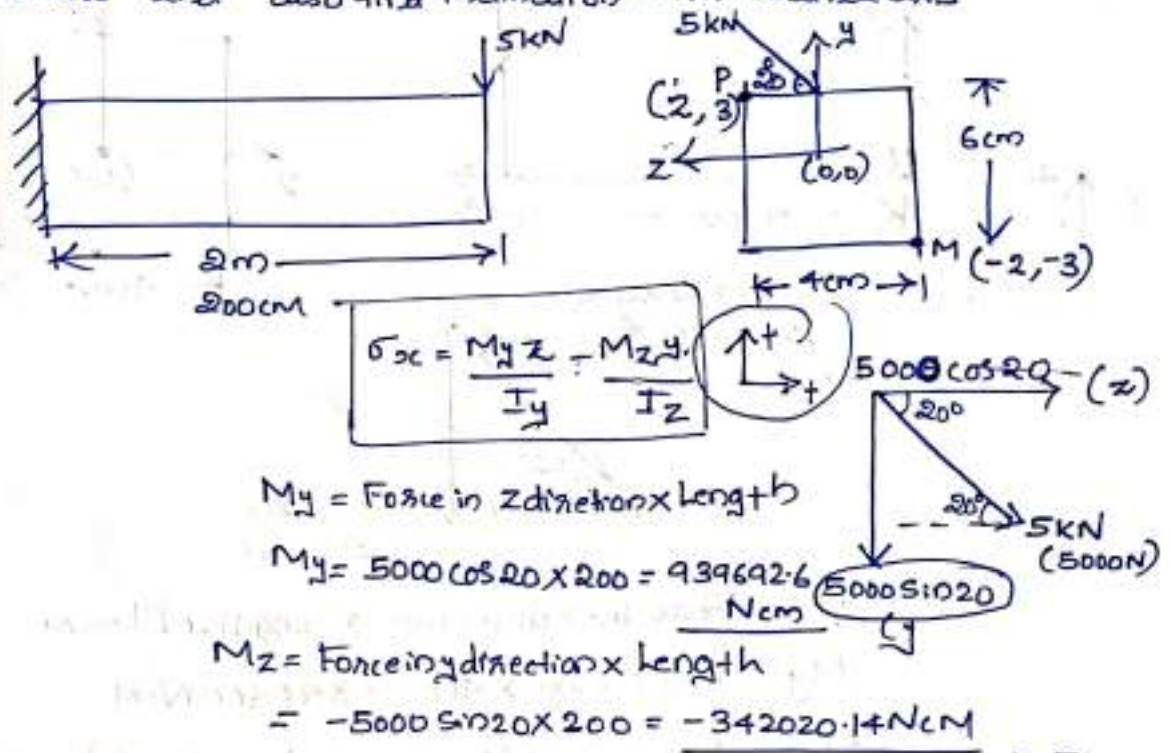 5KN
5KN
y
P
20
(2, 3)
Z
(0,0)
6cm
M (-2,-3)
2m
4cm
200cm
σx = My z / Iy - Mz y. / Iz
+
+
5000 cos 20 - (z)
20°
My = Force in z direction x Length
20°
5KN
(5000N)
My = 5000 cos 20 x 200 = 939692.6 Ncm
5000 Sin20
(y
Mz = Force in y direction x Length
= -5000 Sin20 x 200 = -342020.14 NcM